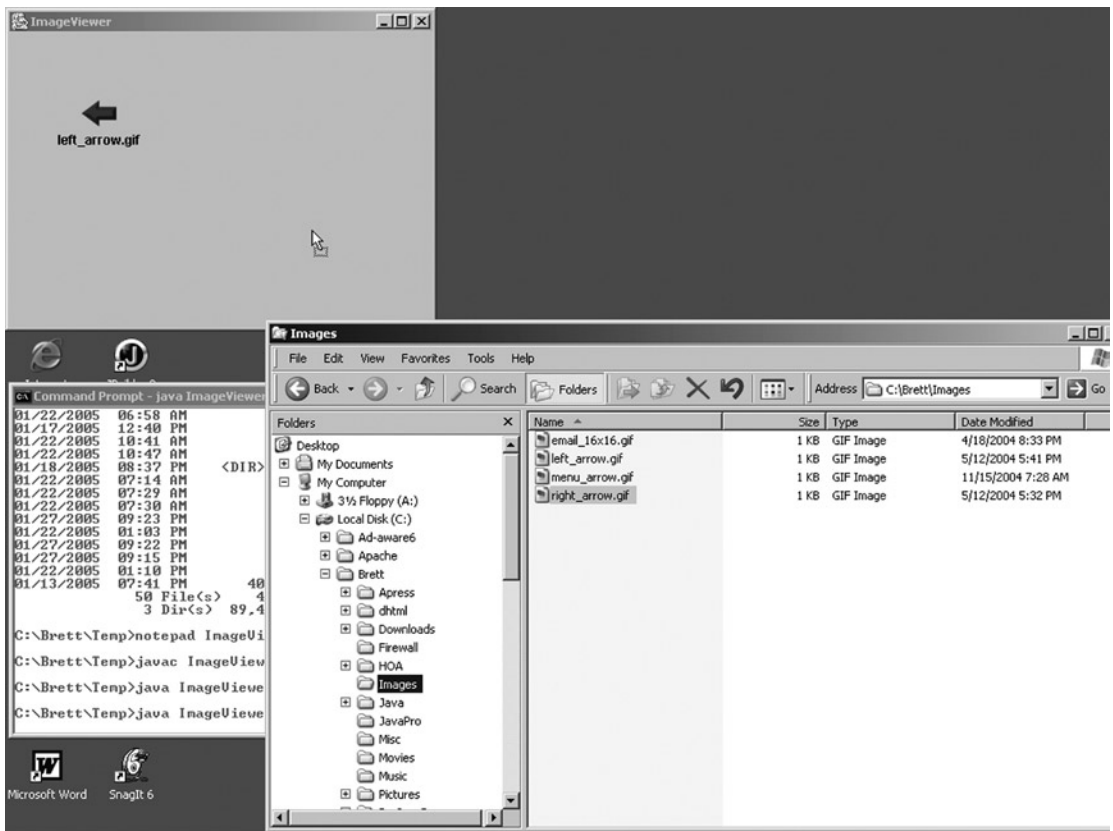 ImageViewer
left_arrow.gif
Command Prompt - java ImageViewer
01/22/2005 06:58 AM
01/17/2005 12:40 PM
01/22/2005 10:41 AM
01/22/2005 10:47 AM
01/18/2005 08:37 PM <DIR>
01/22/2005 07:14 AM
01/22/2005 07:29 AM
01/22/2005 07:30 AM
01/27/2005 09:23 PM
01/22/2005 01:03 PM
01/27/2005 09:22 PM
01/27/2005 09:15 PM
01/22/2005 01:10 PM
01/13/2005 07:41 PM 40
50 File(s) 4
3 Dir(s) 89,4
C:\Brett\Temp>notepad ImageVi
C:\Brett\Temp>javac ImageView
C:\Brett\Temp>java ImageViewe
C:\Brett\Temp>java ImageViewe
Microsoft Word SnagIt 6
Images
File Edit View Favorites Tools Help
Back Search Folders Address C:\Brett\Images Go
Folders x
Desktop
My Documents
My Computer
3½ Floppy (A:)
Local Disk (C:)
Ad-aware6
Apache
Brett
Apress
dhtml
Downloads
Firewall
HOA
Images
Java
JavaPro
Misc
Movies
Music
Pictures
Name Size Type Date Modified
email_16x16.gif 1 KB GIF Image 4/18/2004 8:33 PM
left_arrow.gif 1 KB GIF Image 5/12/2004 5:41 PM
menu_arrow.gif 1 KB GIF Image 11/15/2004 7:28 AM
right_arrow.gif 1 KB GIF Image 5/12/2004 5:32 PM